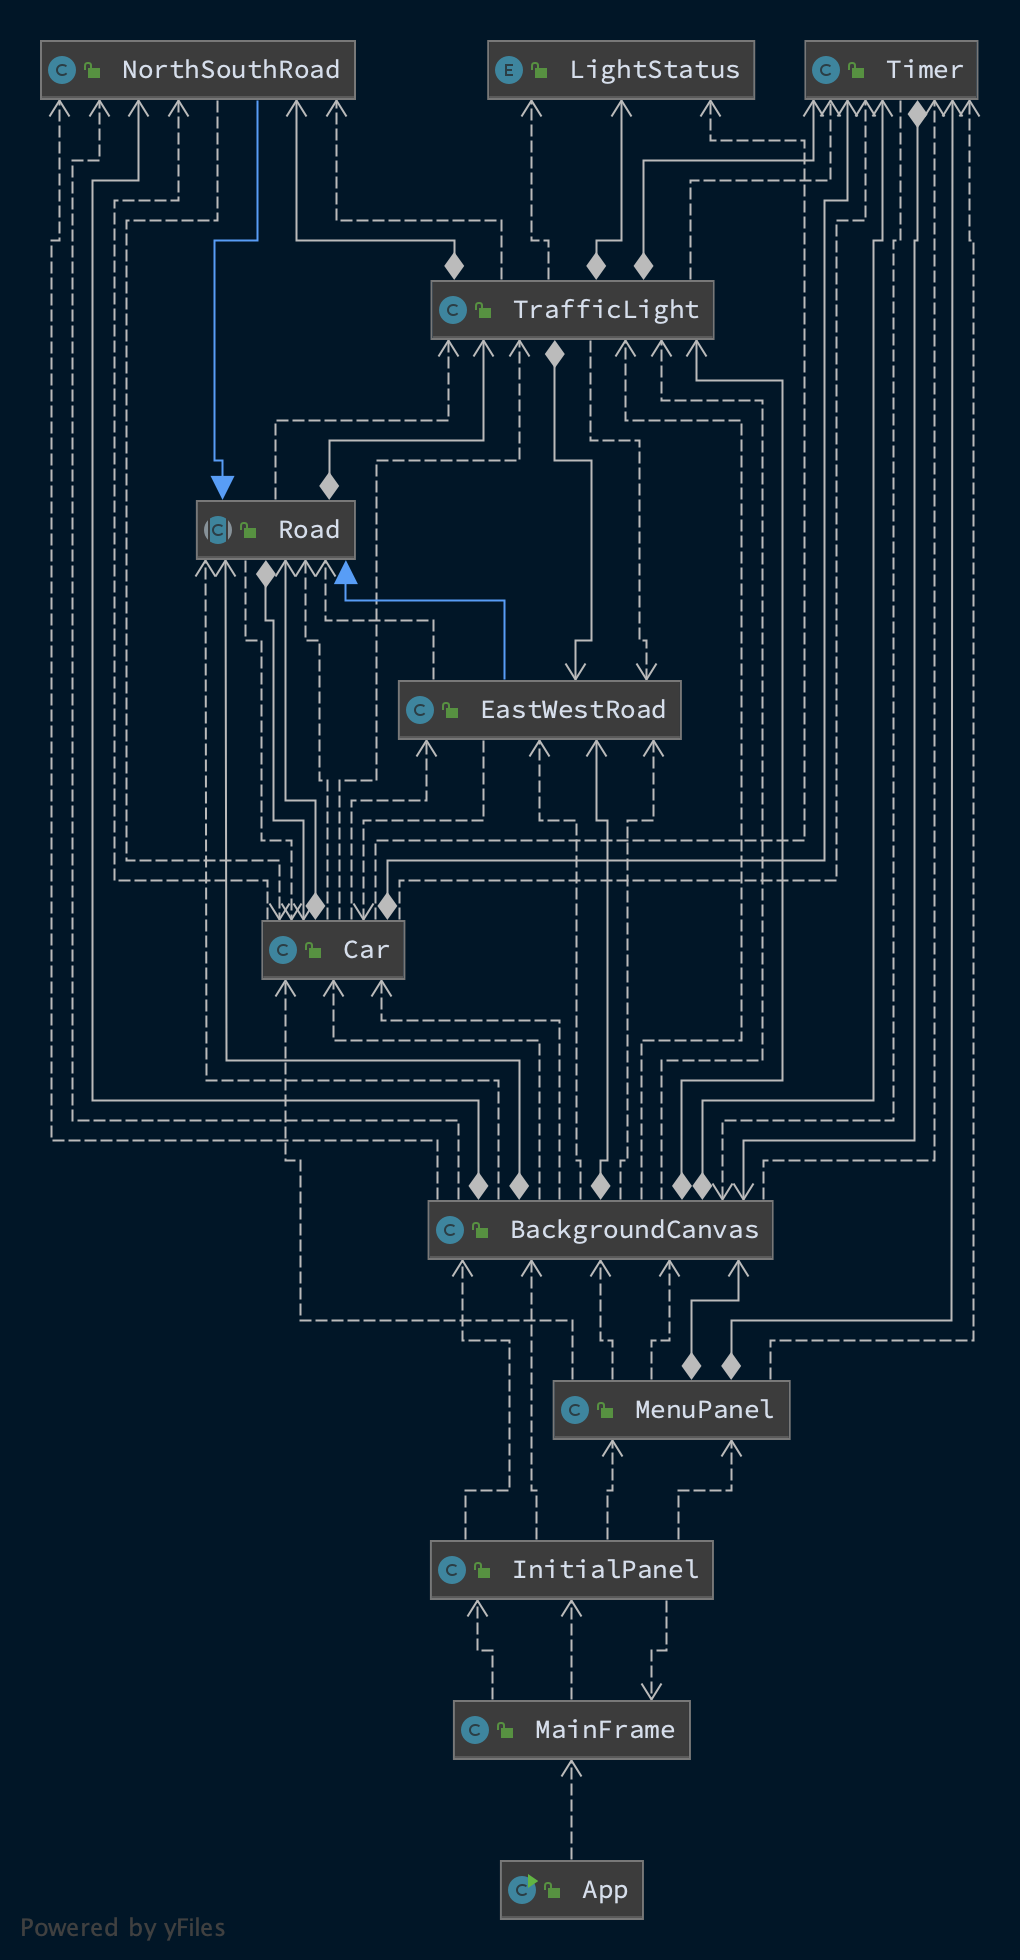 C NorthSouthRoad
E LightStatus
C Timer
C TrafficLight
C Road
C EastWestRoad
C Car
C BackgroundCanvas
C MenuPanel
C InitialPanel
C MainFrame
C App
Powered by yFiles